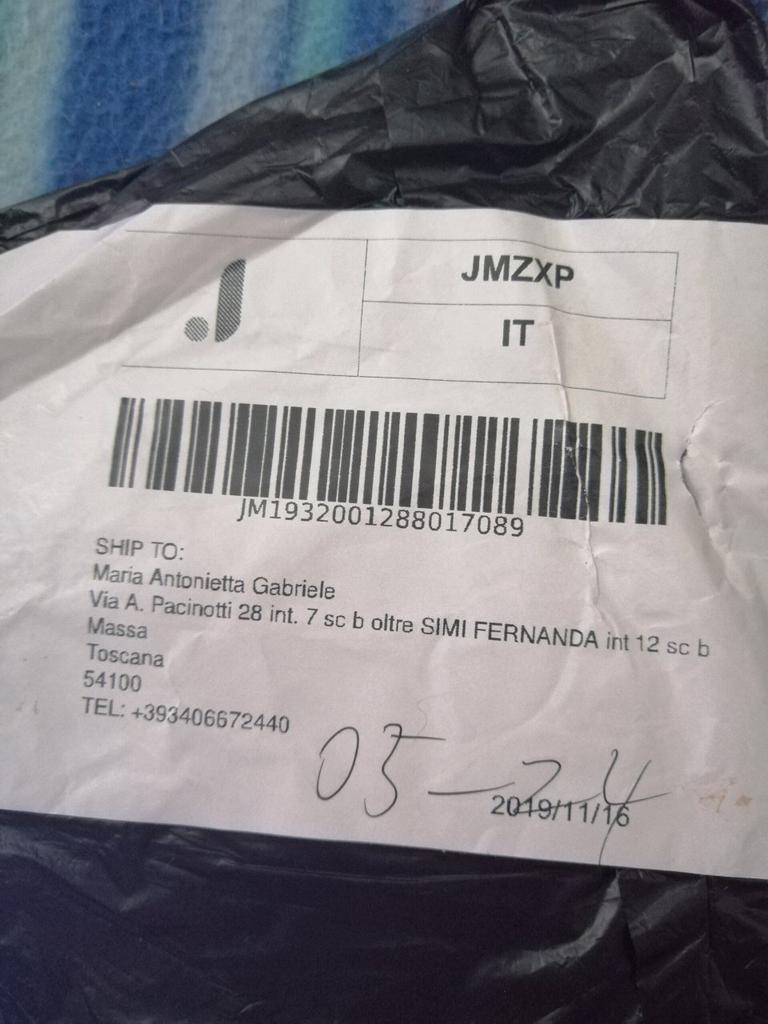 JMZXP
IT
JM1932001288017089
SHIP TO:
Maria Antonietta Gabriele
Via A. Pacinotti 28 int. 7 sc b oltre SIMI FERNANDA int 12 sc b
Massa
Toscana
54100
TEL: +393406672440
05-24
2019/11/16